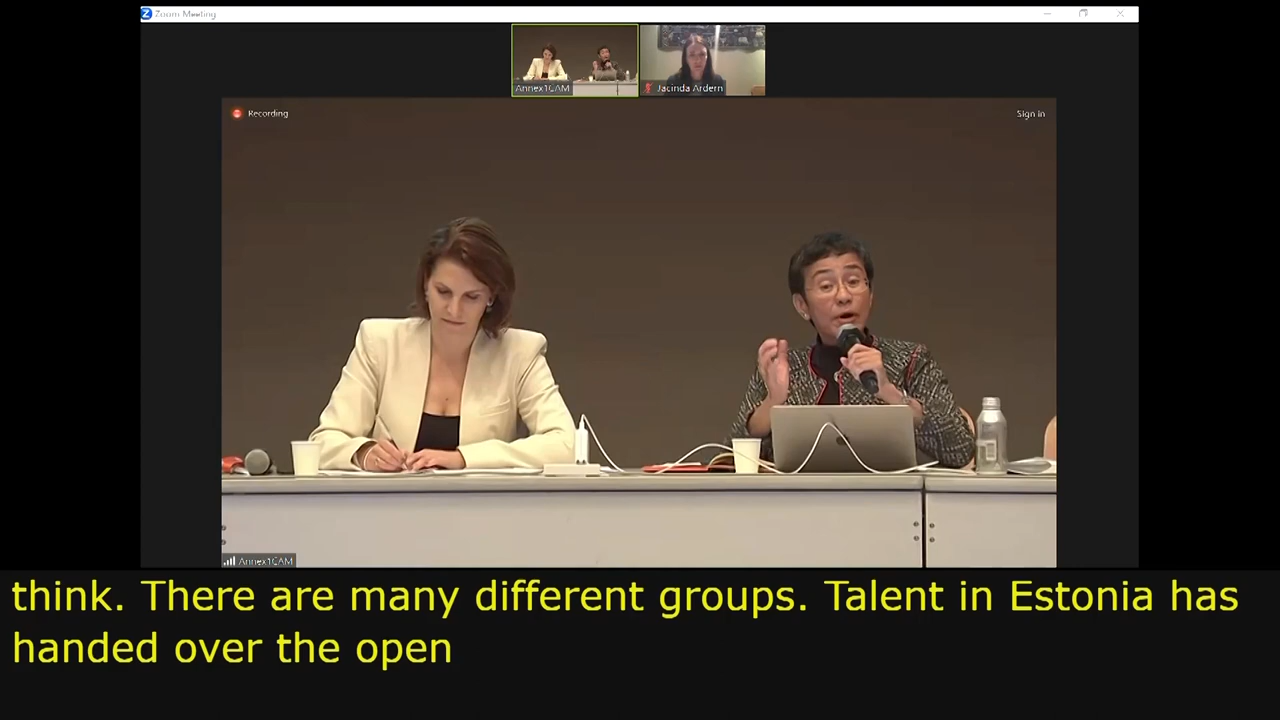 Zoom Meeting
Annex1CAM
Jacinda Ardern
Recording
Sign in
Annex1CAM
think. There are many different groups. Talent in Estonia has
handed over the open